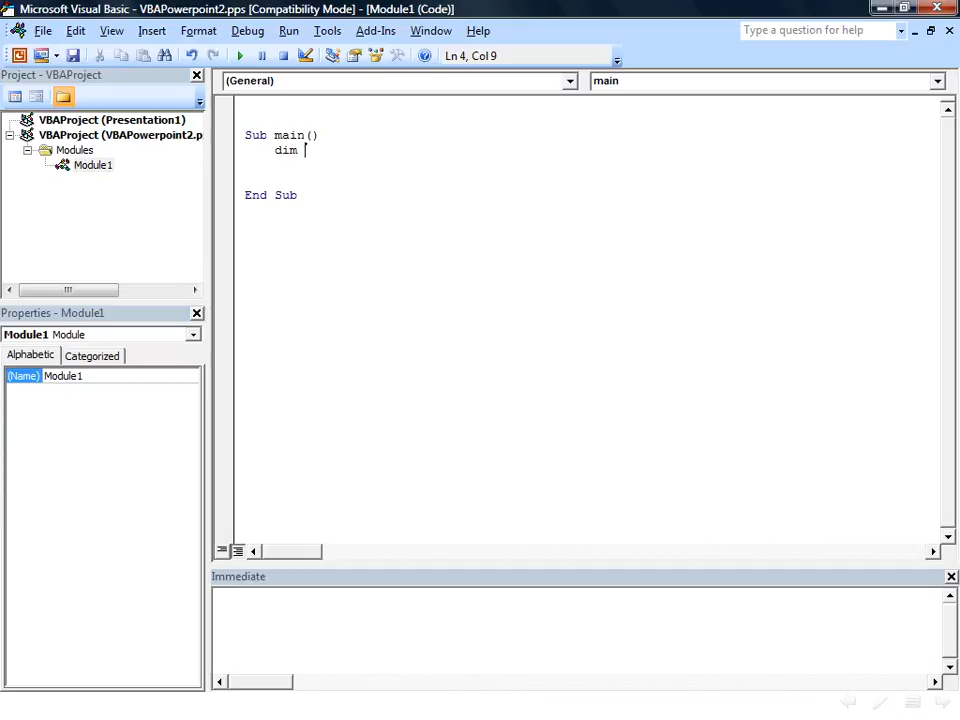 Microsoft Visual Basic - VBAPowerpoint2.pps [Compatibility Mode] - [Module1 (Code)]
File Edit View Insert Format Debug Run Tools Add-Ins Window Help
Type a question for help
Ln 4, Col 9
Project - VBAProject
(General)
main
VBAProject (Presentation1)
VBAProject (VBAPowerpoint2.p
Modules
Module1
Sub main()
dim
End Sub
Properties - Module1
Module1 Module
Alphabetic Categorized
(Name) Module1
Immediate